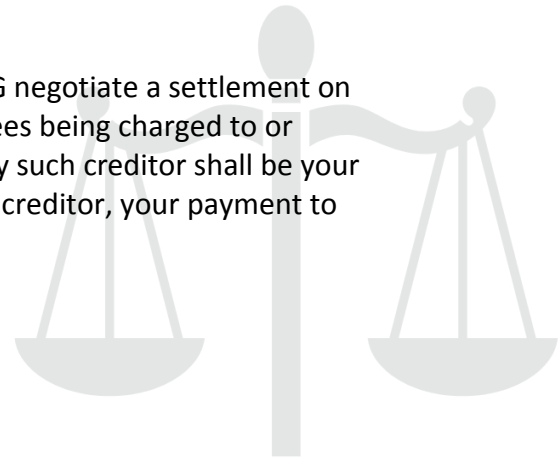 G negotiate a settlement on
ees being charged to or
y such creditor shall be your
creditor, your payment to